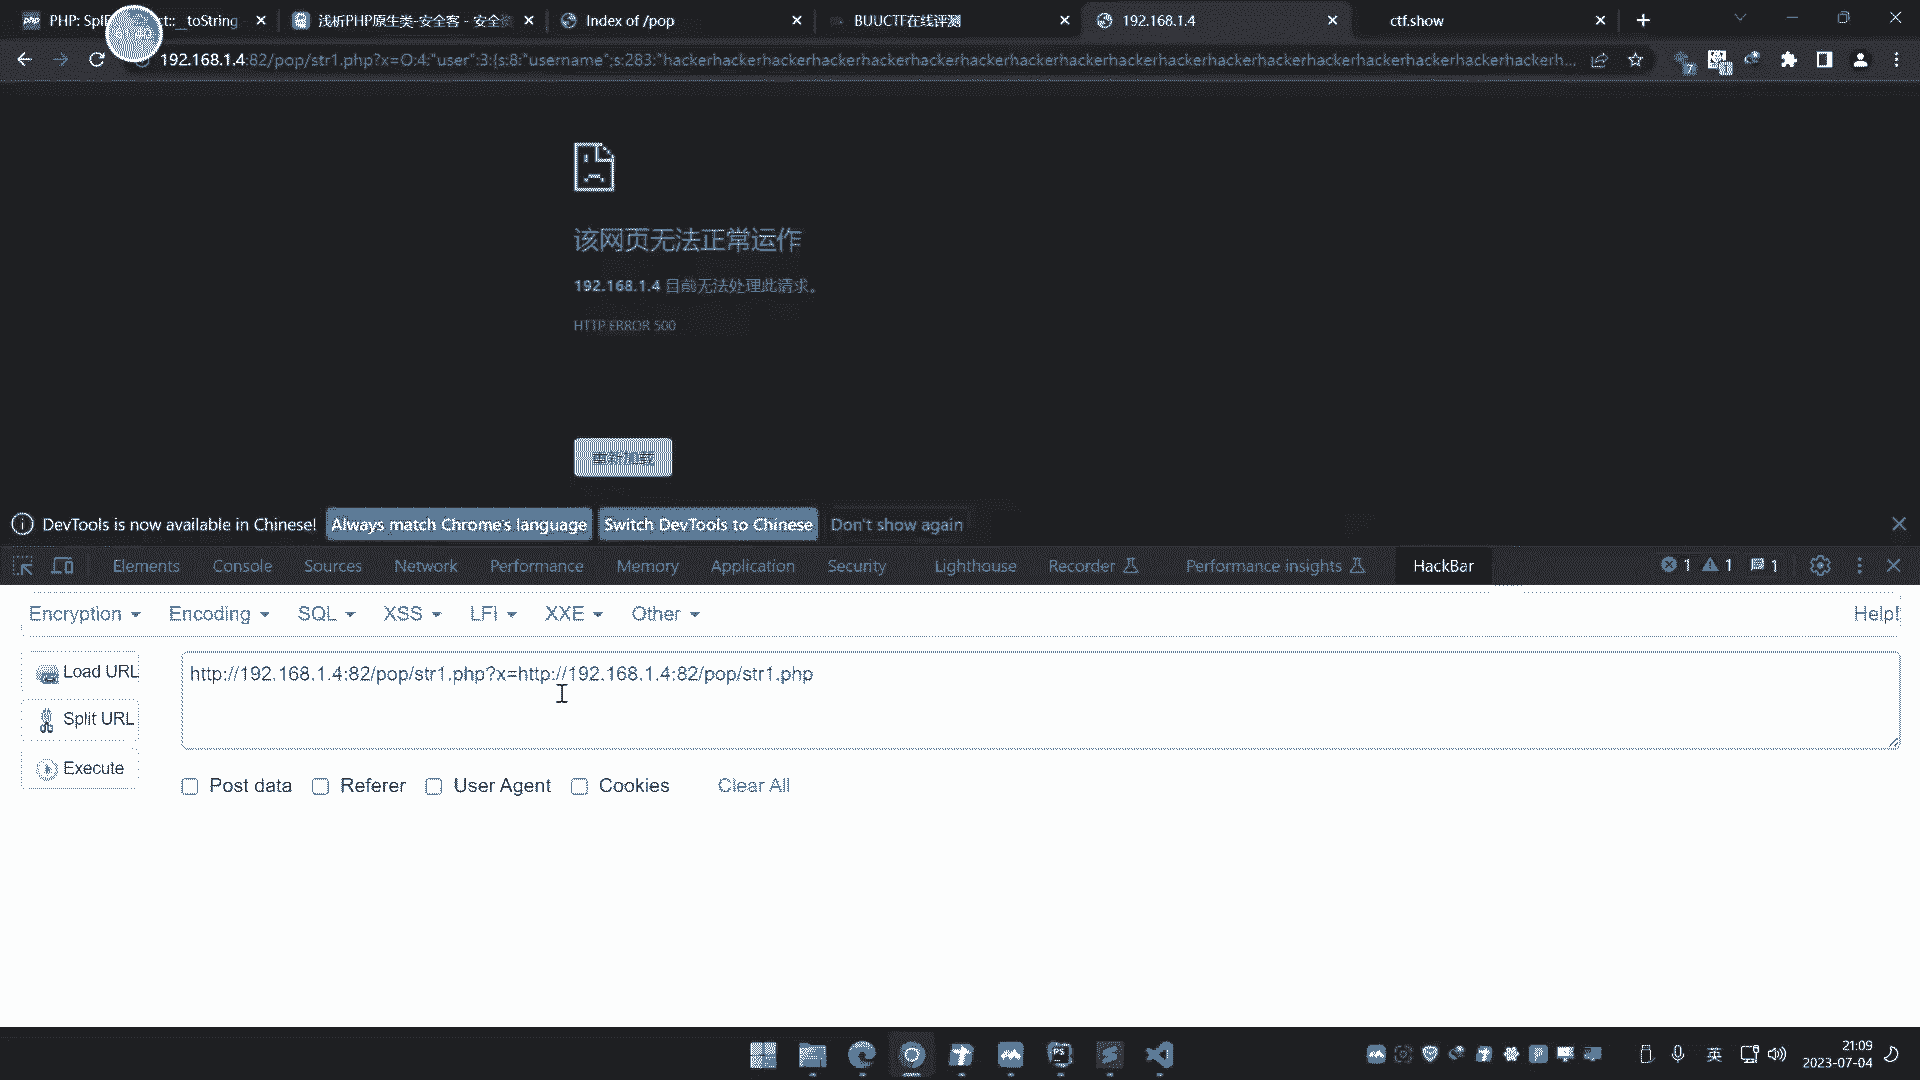 PHP: Spl
ct::__toString
浅析PHP原生类-安全客 - 安全
Index of /pop
BUUCTF在线评测
192.168.1.4
ctf.show
192.168.1.4:82/pop/str1.php?x=O:4:"user":3:{s:8:"username";s:283:"hackerhackerhackerhackerhackerhackerhackerhackerhackerhackerhackerhackerhackerhackerhackerhackerhackerhackerhackerhackerhackerh...
该网页无法正常运作
192.168.1.4 目前无法处理此请求。
HTTP ERROR 500
重新加载
DevTools is now available in Chinese!
Always match Chrome's language
Switch DevTools to Chinese
Don't show again
Elements
Console
Sources
Network
Performance
Memory
Application
Security
Lighthouse
Recorder
Performance insights
HackBar
1
1
1
Encryption
Encoding
SQL
XSS
LFI
XXE
Other
Help!
Load URL
http://192.168.1.4:82/pop/str1.php?x=http://192.168.1.4:82/pop/str1.php
Split URL
Execute
Post data
Referer
User Agent
Cookies
Clear All
英
21:09
2023-07-04